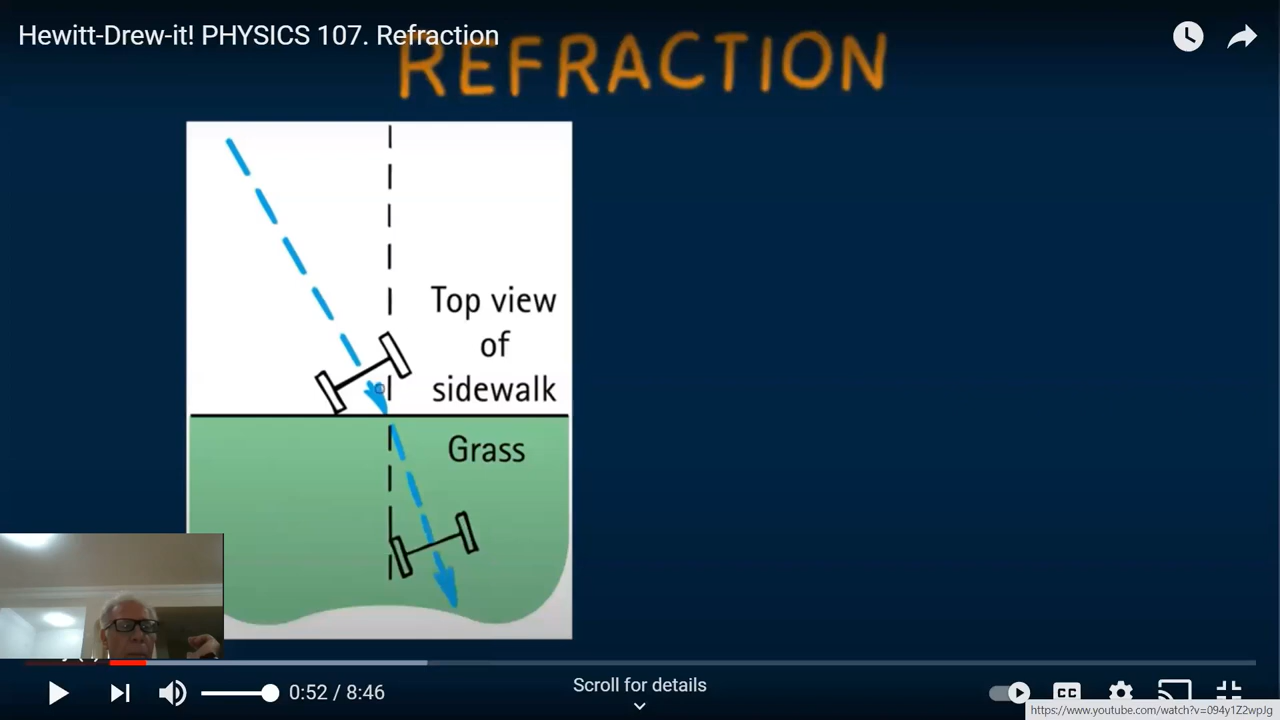 Hewitt-Drew-it! PHYSICS 107. Refraction
REFRACTION
Top view
of
sidewalk
Grass
0:52 / 8:46
Scroll for details
CC
https://www.youtube.com/watch?v=094y1Z2wpJg